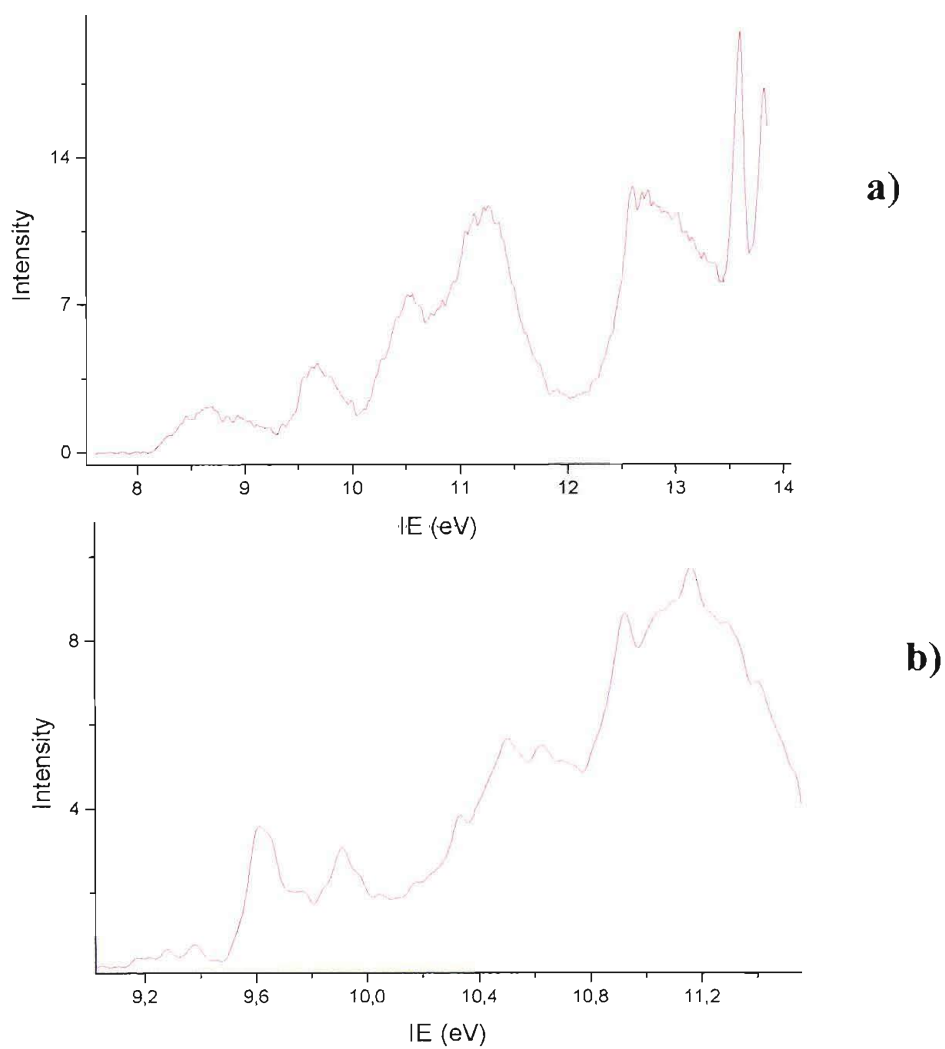 14
7
0
Intensity
8 9 10 11 12 13 14
IE (eV)
a)
8
4
Intensity
9,2 9,6 10,0 10,4 10,8 11,2
IE (eV)
b)